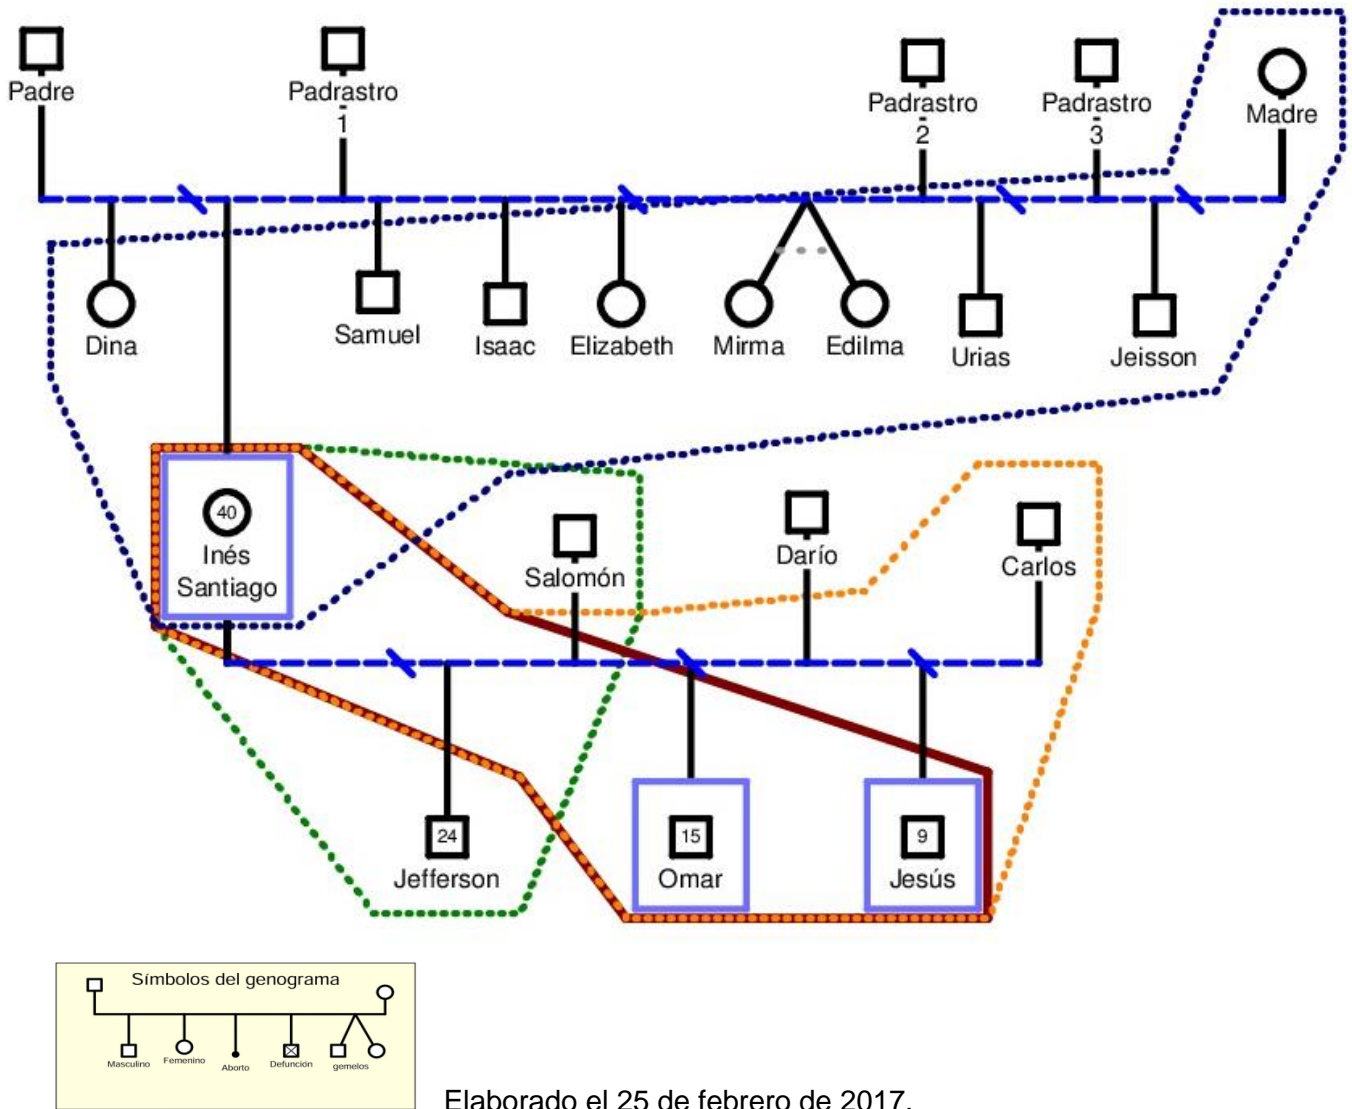 Padre
Padrastro
1
Padrastro
2
Padrastro
3
Madre
Dina
Samuel
Isaac
Elizabeth
Mirma
Edilma
Urias
Jeisson
40
Inés
Santiago
Salomón
Darío
Carlos
24
Jefferson
15
Omar
9
Jesús
Símbolos del genograma
Masculino
Femenino
Aborto
Defunción
gemelos
Elaborado el 25 de febrero de 2017.